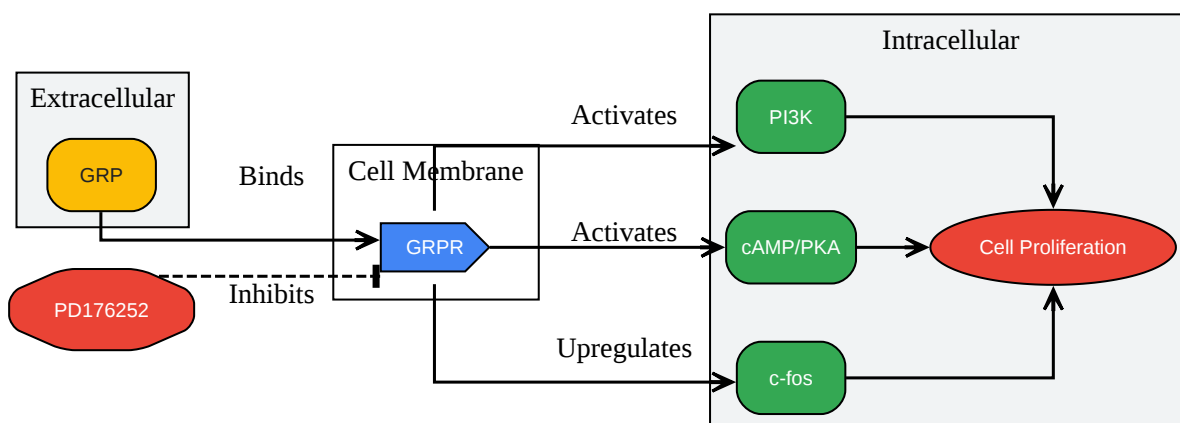 Extracellular
GRP
PD176252
Binds
Inhibits
Cell Membrane
GRPR
Activates
Activates
Upregulates
Intracellular
PI3K
cAMP/PKA
c-fos
Cell Proliferation